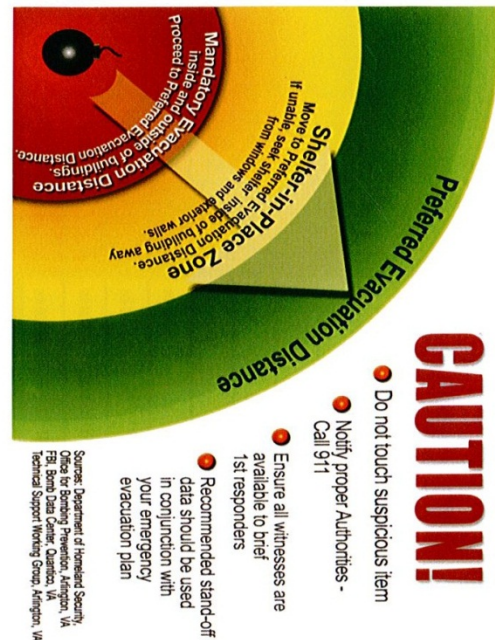 Preferred Evacuation Distance
Shelter-in-Place Zone
Move to Preferred Evacuation Distance.
If unable, seek shelter inside of building away
from windows and exterior walls.
Mandatory Evacuation Distance
inside and outside of buildings.
Proceed to Preferred Evacuation Distance.
CAUTION!
Do not touch suspicious item
Notify proper Authorities -
Call 911
Ensure all witnesses are
available to brief
1st responders
Recommended stand-off
data should be used
in conjunction with
your emergency
evacuation plan
Sources: Department of Homeland Security,
Office for Bombing Prevention, Arlington, VA
FBI, Bomb Data Center, Quantico, VA
Technical Support Working Group, Arlington, VA